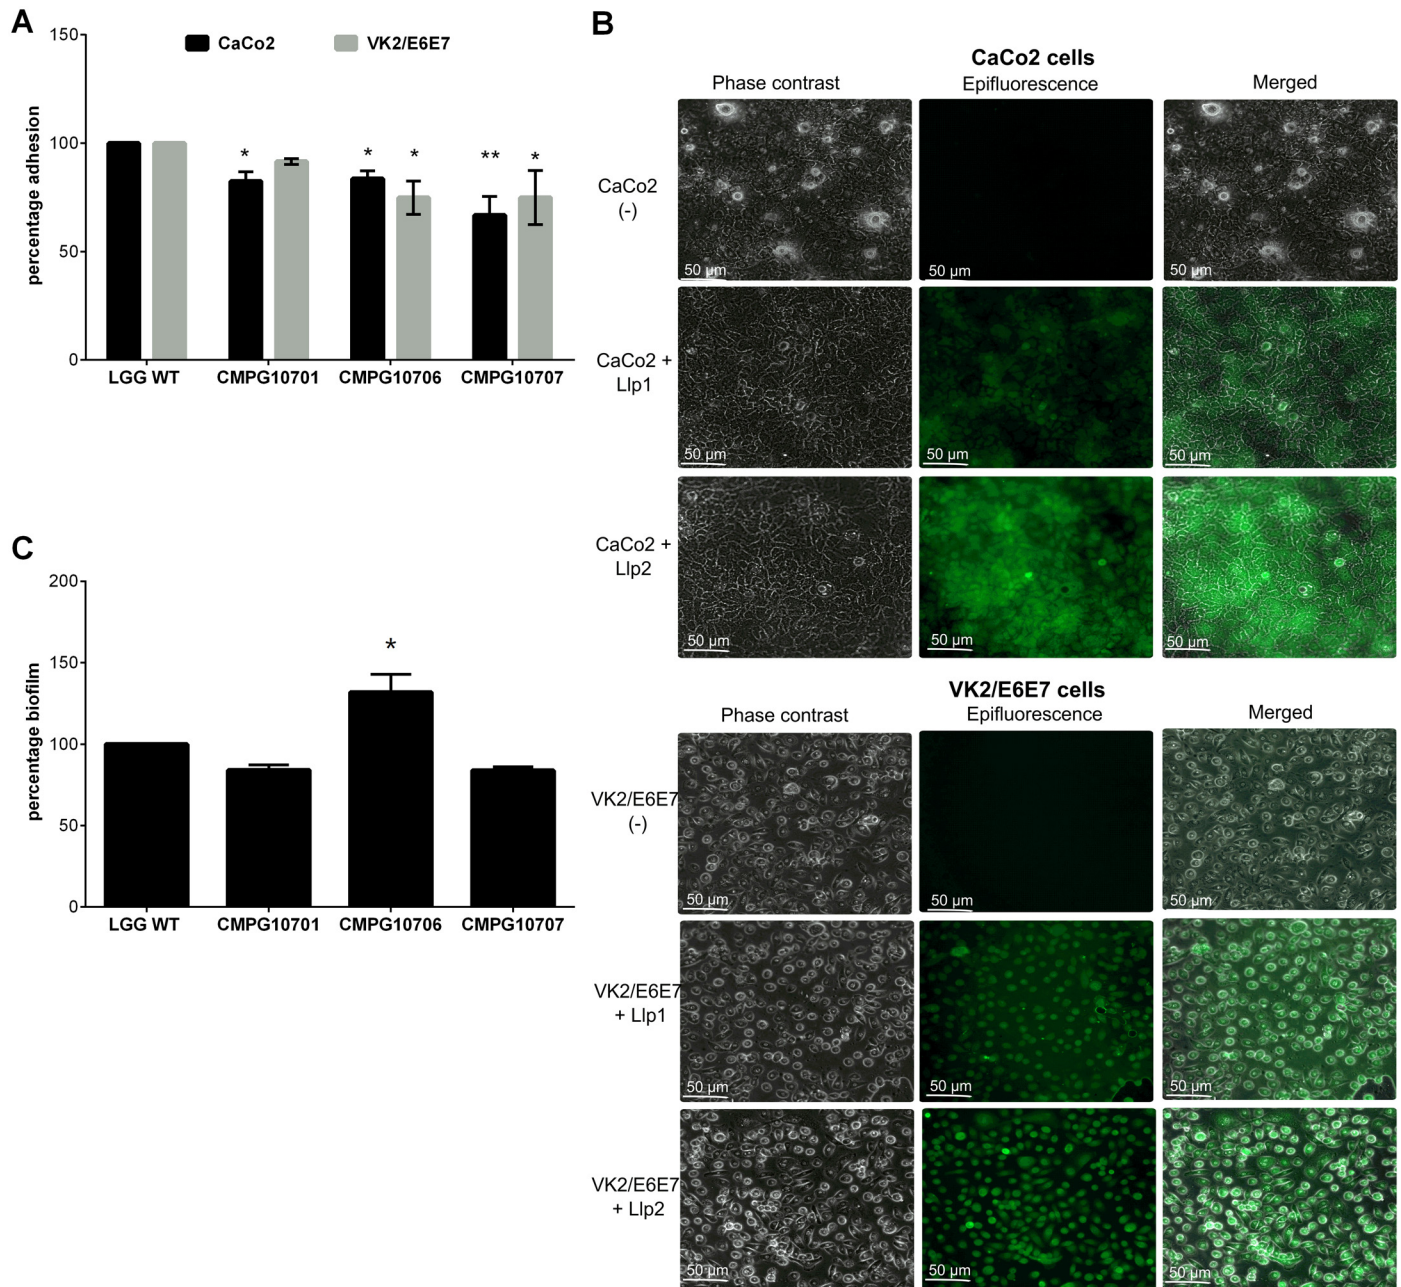 A
150
100
50
0
percentage adhesion
CaCo2
VK2/E6E7
*
*
*
**
*
LGG WT
CMPG10701
CMPG10706
CMPG10707
B
CaCo2 cells
Phase contrast
Epifluorescence
Merged
CaCo2
(-)
50 µm
50 µm
50 µm
CaCo2 +
Llp1
50 µm
50 µm
50 µm
CaCo2 +
Llp2
50 µm
50 µm
50 µm
VK2/E6E7 cells
Phase contrast
Epifluorescence
Merged
VK2/E6E7
(-)
50 µm
50 µm
50 µm
VK2/E6E7
+ Llp1
50 µm
50 µm
50 µm
VK2/E6E7
+ Llp2
50 µm
50 µm
50 µm
C
200
150
100
50
0
percentage biofilm
*
LGG WT
CMPG10701
CMPG10706
CMPG10707